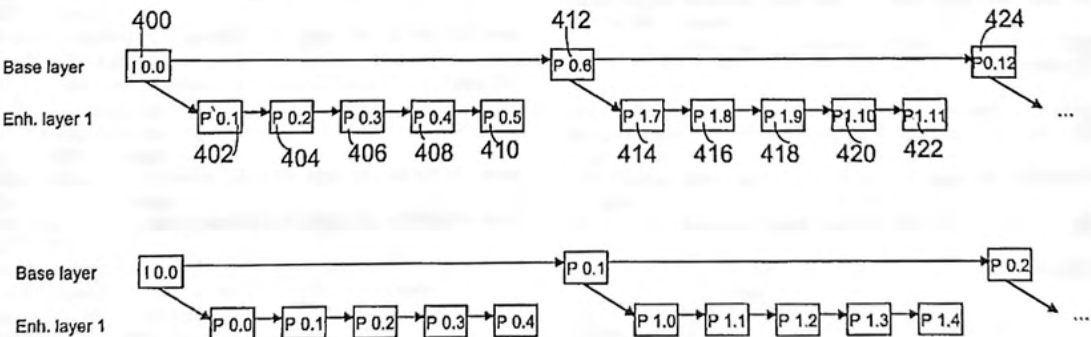 400 412 424
Base layer I 0.0 P 0.6 P0.12
Enh. layer 1 P 0.1 P 0.2 P 0.3 P 0.4 P 0.5 P 1.7 P 1.8 P 1.9 P1.10 P1.11 ...
402 404 406 408 410 414 416 418 420 422
Base layer I 0.0 P 0.1 P 0.2
Enh. layer 1 P 0.0 P 0.1 P 0.2 P 0.3 P 0.4 P 1.0 P 1.1 P 1.2 P 1.3 P 1.4 ...